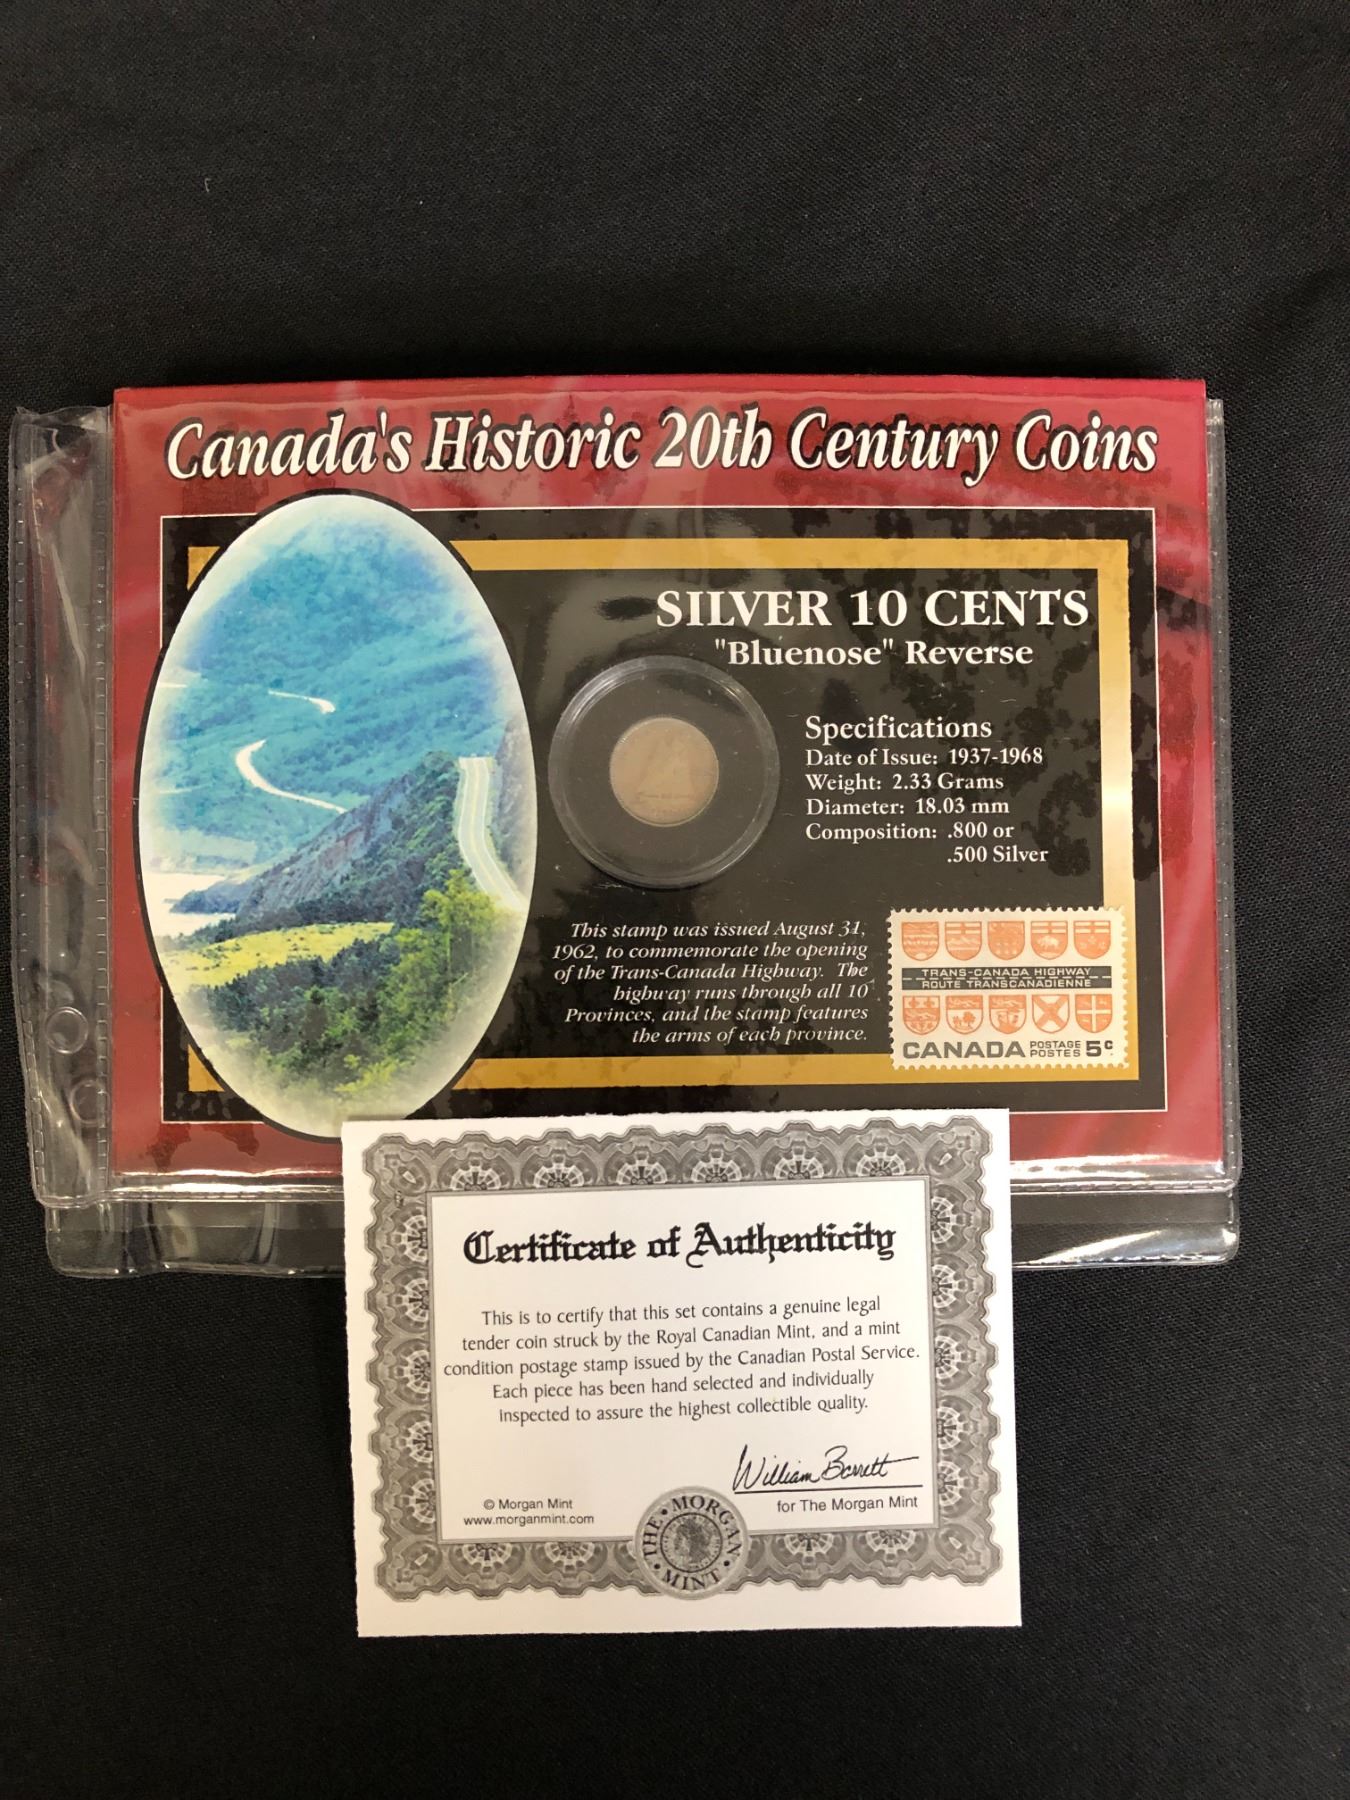 Canada's Historic 20th Century Coins
SILVER 10 CENTS
"Bluenose" Reverse
Specifications
Date of Issue: 1937-1968
Weight: 2.33 Grams
Diameter: 18.03 mm
Composition: .800 or
.500 Silver
This stamp was issued August 31,
1962, to commemorate the opening
of the Trans-Canada Highway. The
highway runs through all 10
Provinces, and the stamp features
the arms of each province.
TRANS-CANADA HIGHWAY
ROUTE TRANSCANADIENNE
CANADA POSTAGE POSTES 5c
Certificate of Authenticity
This is to certify that this set contains a genuine legal
tender coin struck by the Royal Canadian Mint, and a mint
condition postage stamp issued by the Canadian Postal Service.
Each piece has been hand selected and individually
inspected to assure the highest collectible quality.
William Barrett
for The Morgan Mint
© Morgan Mint
www.morganmint.com
THE • MORGAN • MINT •